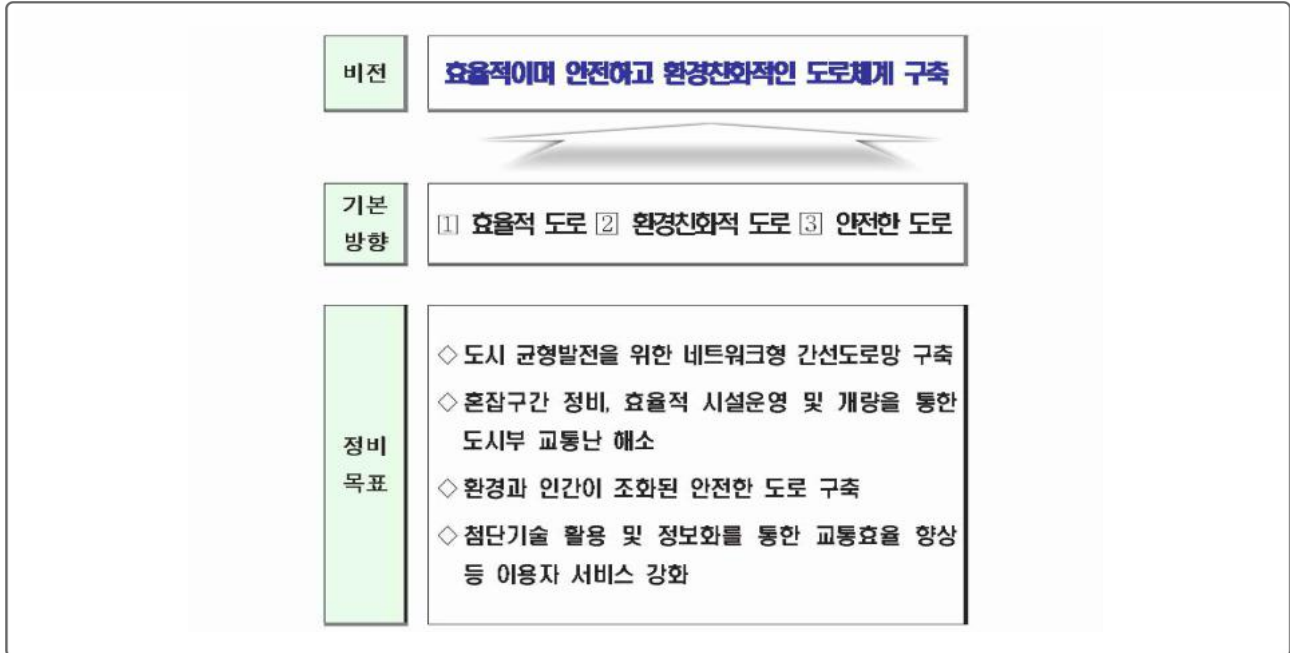 비전
효율적이며 안전하고 환경친화적인 도로체계 구축
기본
방향
1 효율적 도로 2 환경친화적 도로 3 안전한 도로
정비
목표
◇ 도시 균형발전을 위한 네트워크형 간선도로망 구축
◇ 혼잡구간 정비, 효율적 시설운영 및 개량을 통한
도시부 교통난 해소
◇ 환경과 인간이 조화된 안전한 도로 구축
◇ 첨단기술 활용 및 정보화를 통한 교통효율 향상
등 이용자 서비스 강화